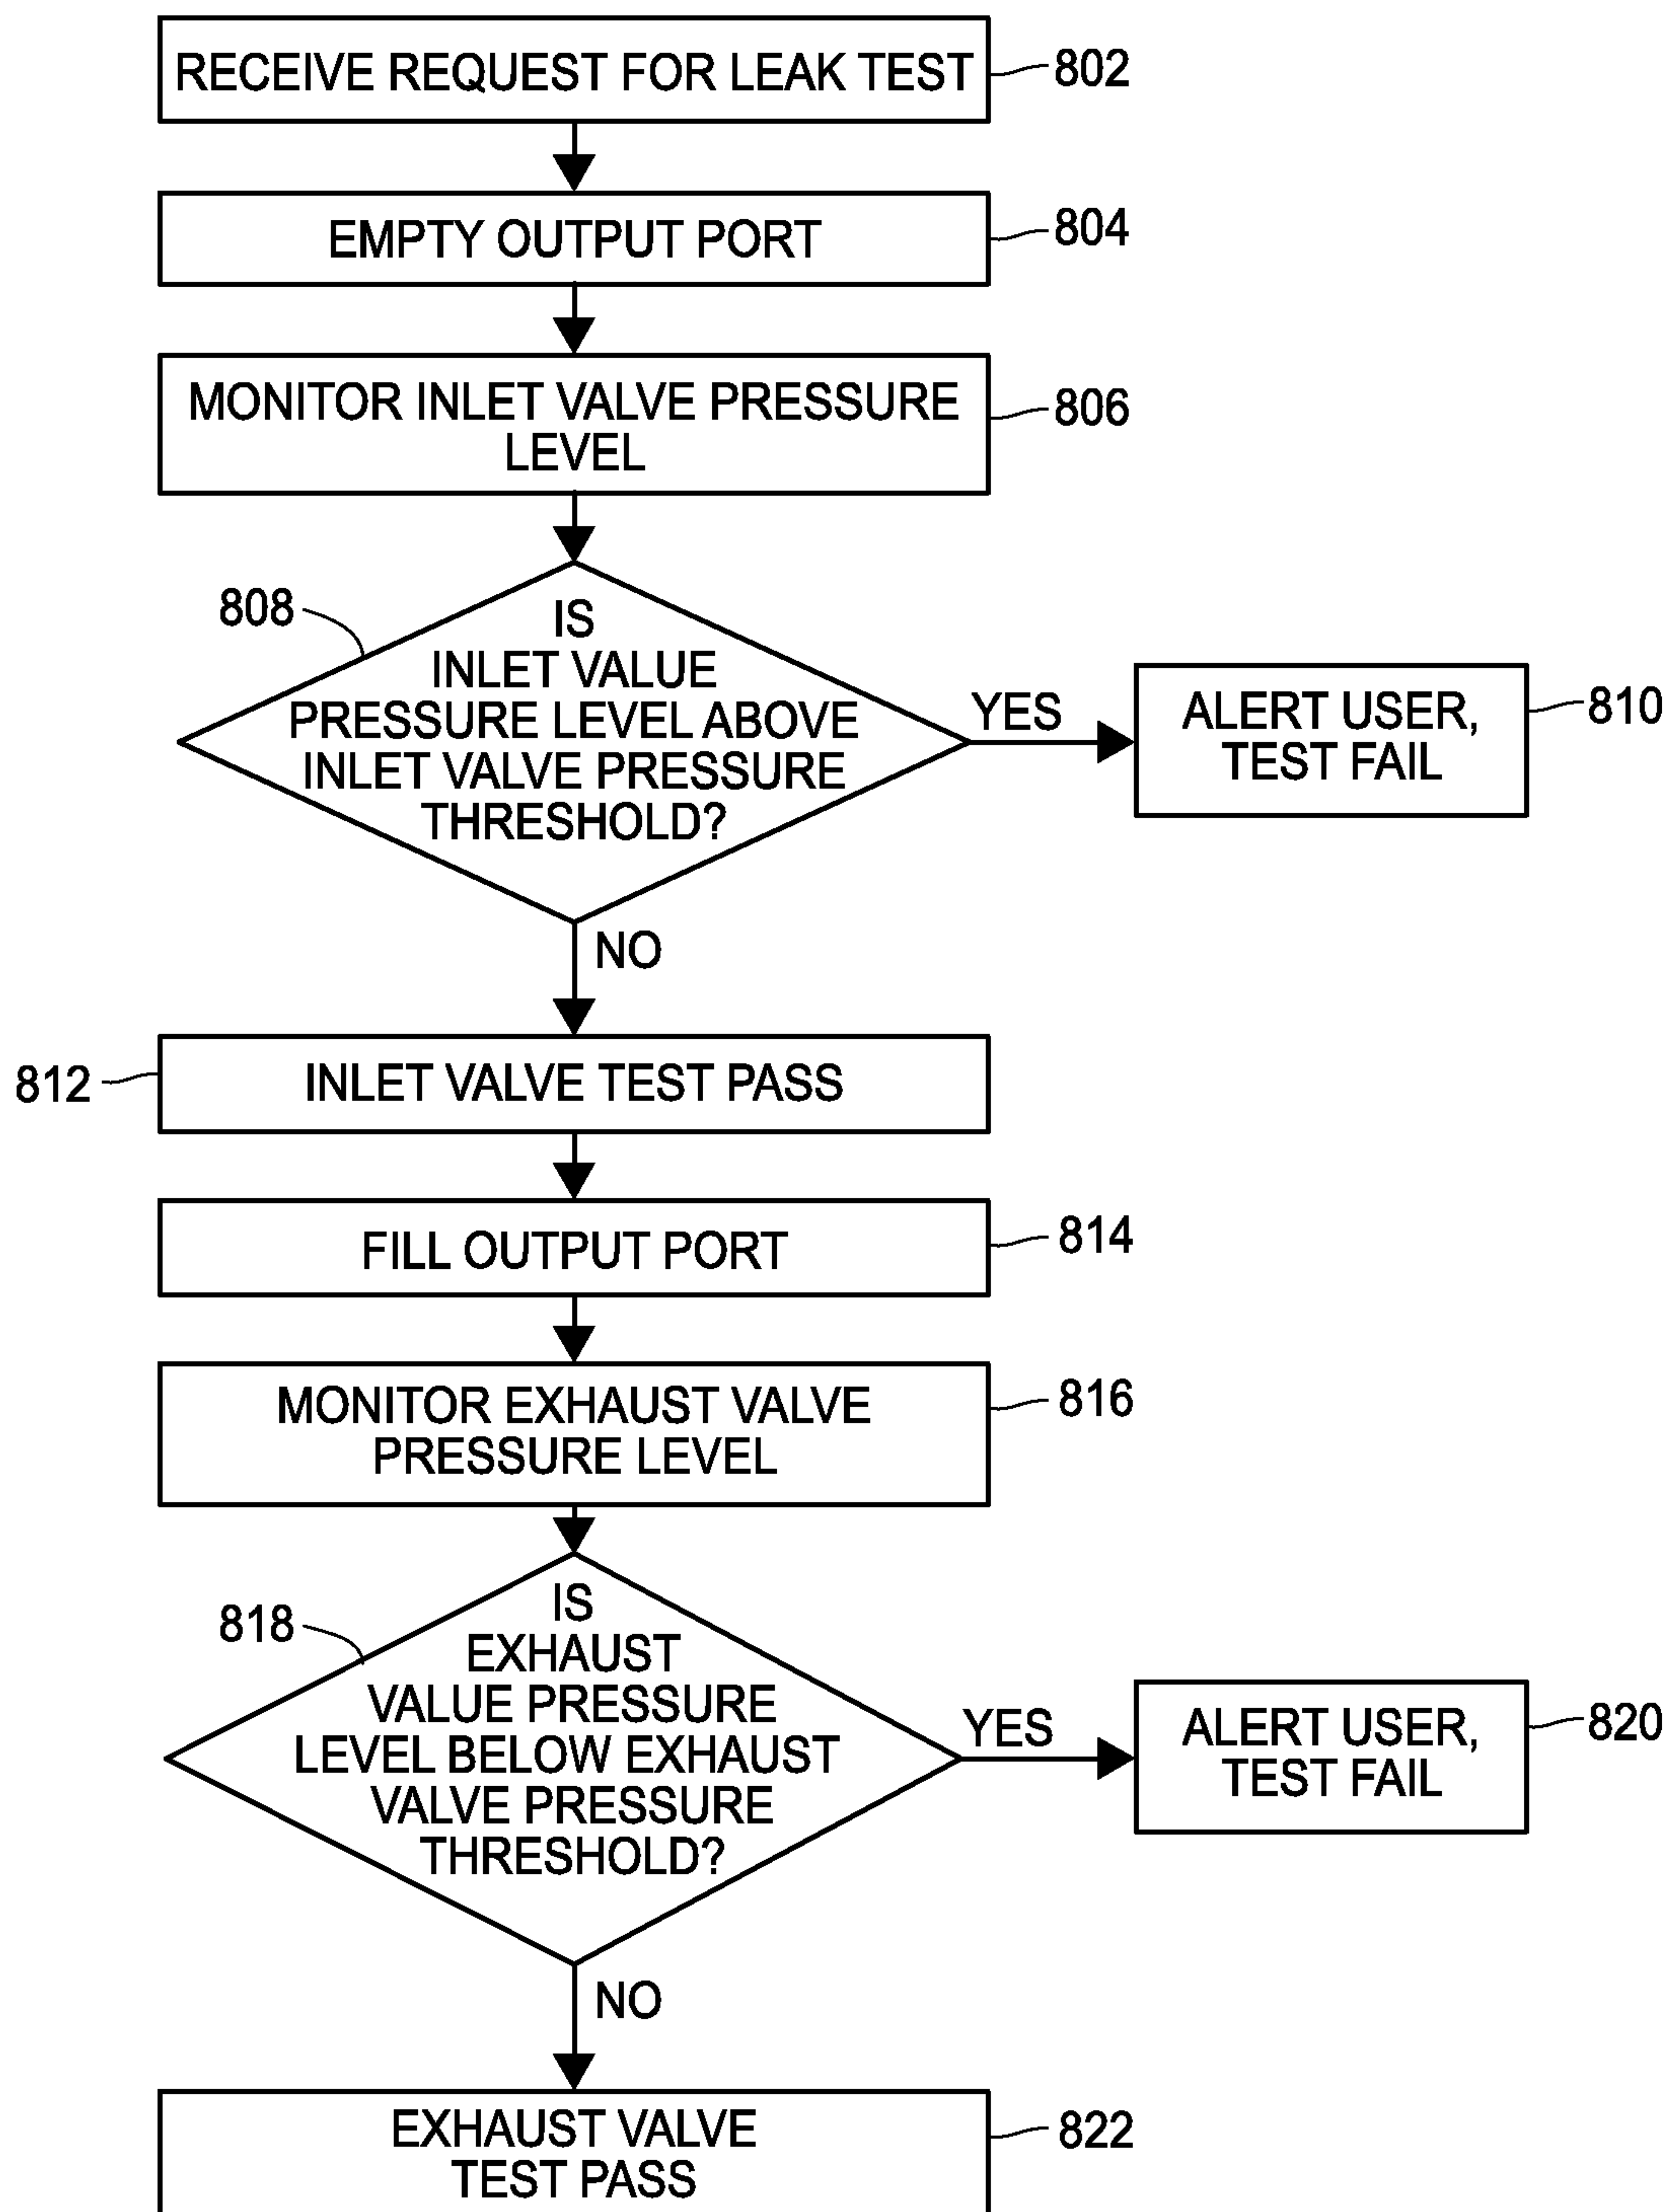 RECEIVE REQUEST FOR LEAK TEST
802
EMPTY OUTPUT PORT
804
MONITOR INLET VALVE PRESSURE
LEVEL
806
808
IS
INLET VALUE
PRESSURE LEVEL ABOVE
INLET VALVE PRESSURE
THRESHOLD?
YES
ALERT USER,
TEST FAIL
810
NO
812
INLET VALVE TEST PASS
FILL OUTPUT PORT
814
MONITOR EXHAUST VALVE
PRESSURE LEVEL
816
818
IS
EXHAUST
VALUE PRESSURE
LEVEL BELOW EXHAUST
VALVE PRESSURE
THRESHOLD?
YES
ALERT USER,
TEST FAIL
820
NO
EXHAUST VALVE
TEST PASS
822